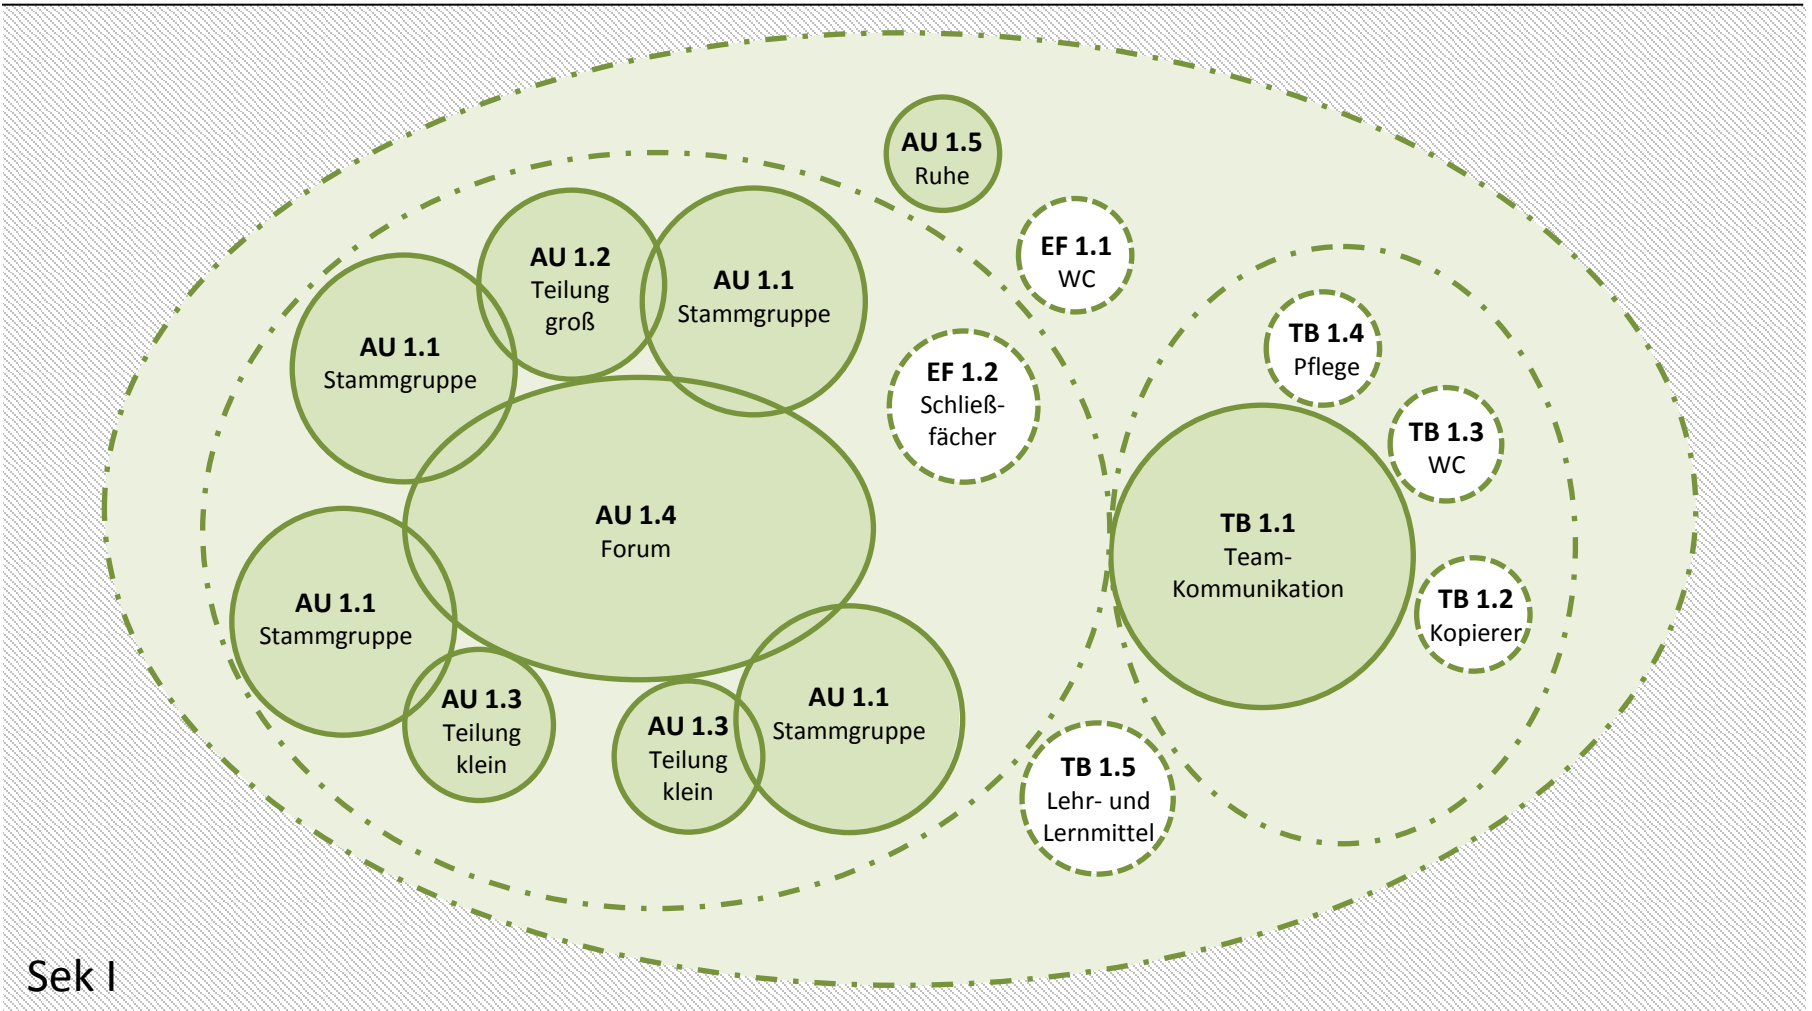 AU 1.5
Ruhe
EF 1.1
WC
AU 1.2
Teilung
groß
AU 1.1
Stammgruppe
AU 1.1
Stammgruppe
EF 1.2
Schließ-
fächer
TB 1.4
Pflege
TB 1.3
WC
AU 1.4
Forum
TB 1.1
Team-
Kommunikation
TB 1.2
Kopierer
AU 1.1
Stammgruppe
AU 1.3
Teilung
klein
AU 1.3
Teilung
klein
AU 1.1
Stammgruppe
TB 1.5
Lehr- und
Lernmittel
Sek I